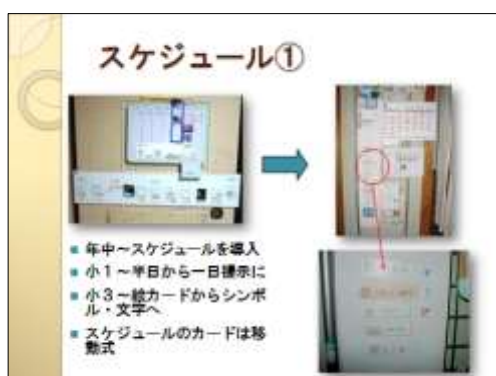 スケジュール①
年中～スケジュールを導入
小１～半日から一日提示に
小３～絵カードからシンボ
ル・文字へ
スケジュールのカードは移
動式